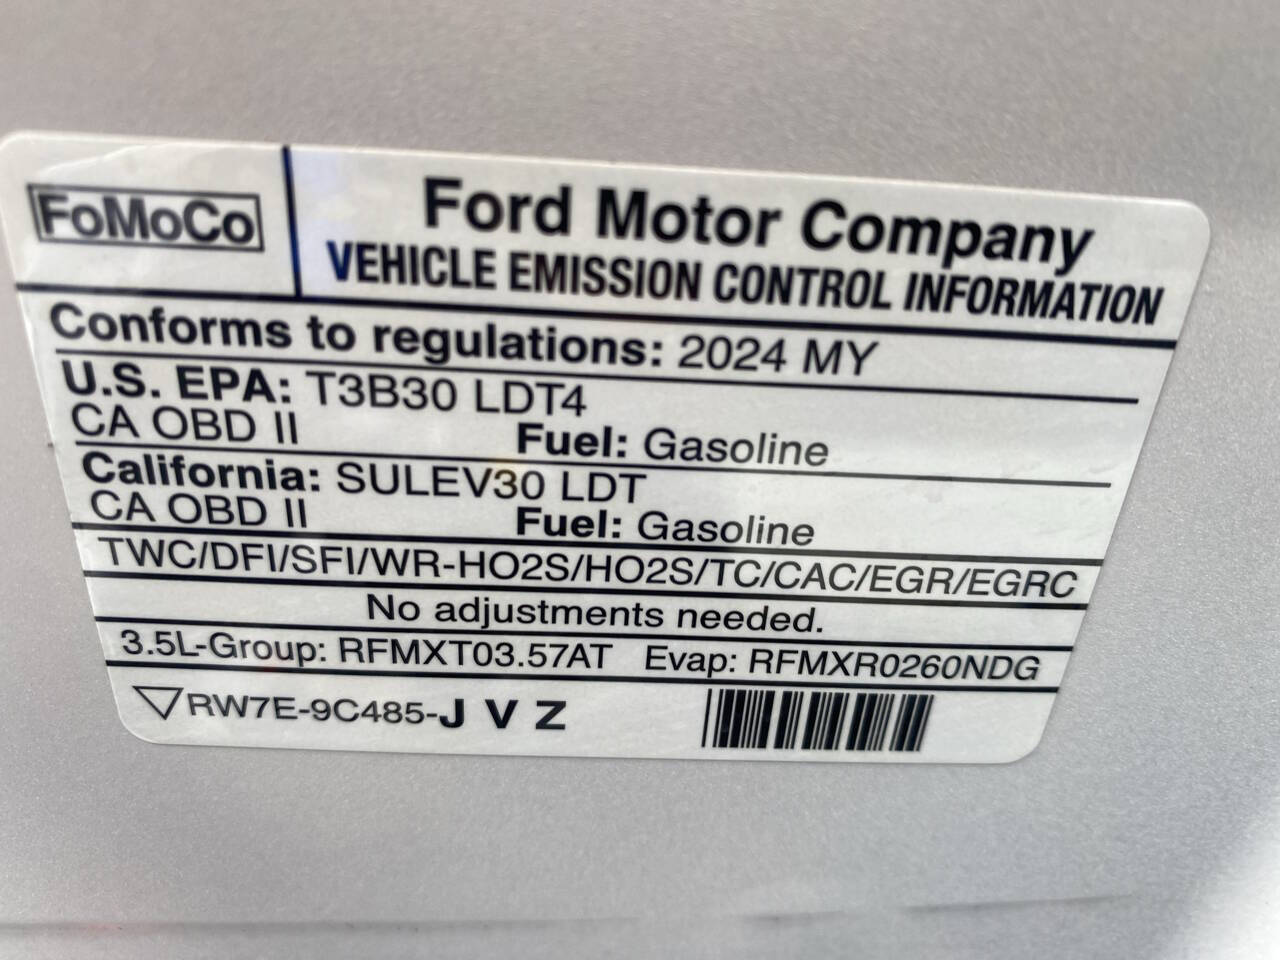 FoMoCo
Ford Motor Company
VEHICLE EMISSION CONTROL INFORMATION
Conforms to regulations: 2024 MY
U.S. EPA: T3B30 LDT4
CA OBD II Fuel: Gasoline
California: SULEV30 LDT
CA OBD II Fuel: Gasoline
TWC/DFI/SFI/WR-HO2S/HO2S/TC/CAC/EGR/EGRC
No adjustments needed.
3.5L-Group: RFMXT03.57AT Evap: RFMXR0260NDG
RW7E-9C485-J V Z